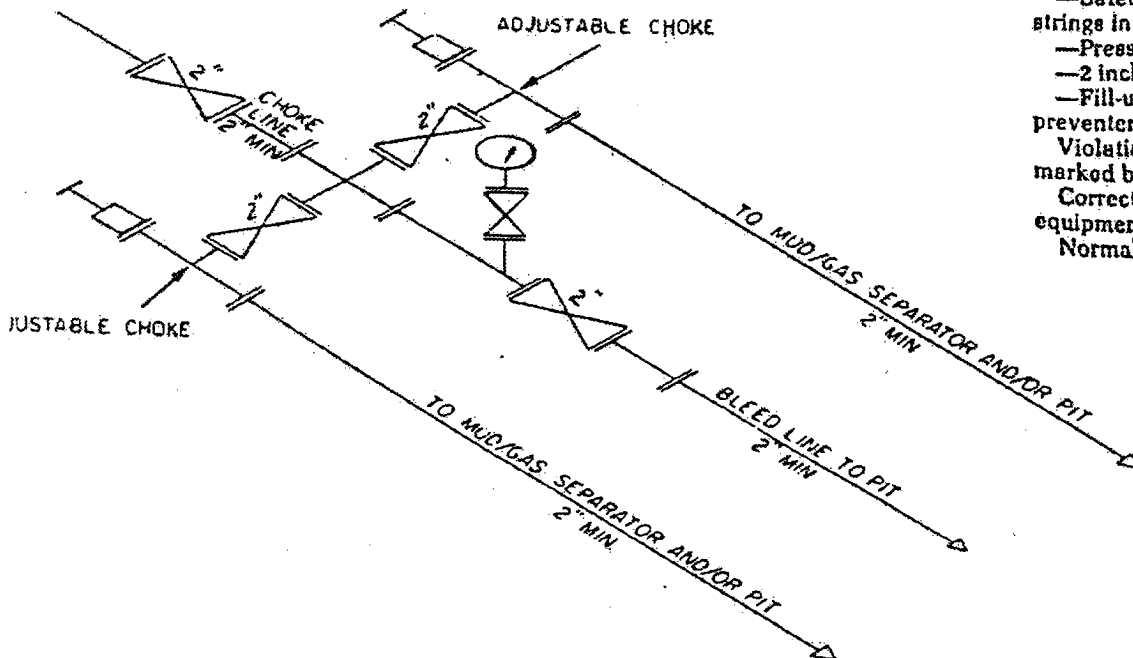 ADJUSTABLE CHOKE
2"
CHOKE
LINE
2" MIN
2"
2"
JUSTABLE CHOKE
2"
TO MUD/GAS SEPARATOR AND/OR PIT
2" MIN
BLEED LINE TO PIT
2" MIN
TO MUD/GAS SEPARATOR AND/OR PIT
2" MIN.
strings in
—Press
—2 incl
—Fill-u
preventer
Violatio
marked b
Correct
equipmen
Norma